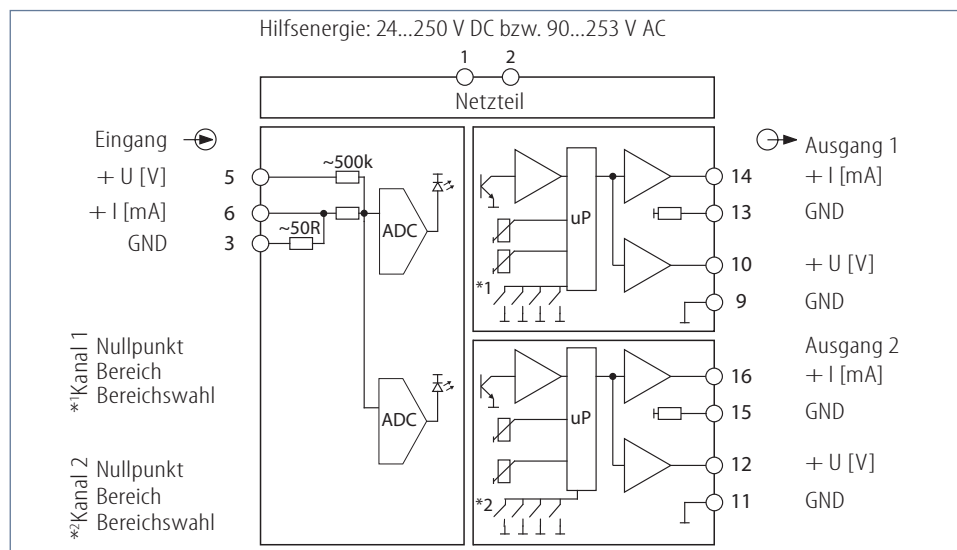 Hilfsenergie: 24...250 V DC bzw. 90...253 V AC
1 2
Netzteil
Eingang
+ U [V] 5
~500k
+ I [mA] 6
GND 3
~50R
ADC
ADC
*¹Kanal 1
Nullpunkt
Bereich
Bereichswahl
*²Kanal 2
Nullpunkt
Bereich
Bereichswahl
uP
*1
Ausgang 1
14 + I [mA]
13 GND
10 + U [V]
9 GND
uP
*2
Ausgang 2
16 + I [mA]
15 GND
12 + U [V]
11 GND